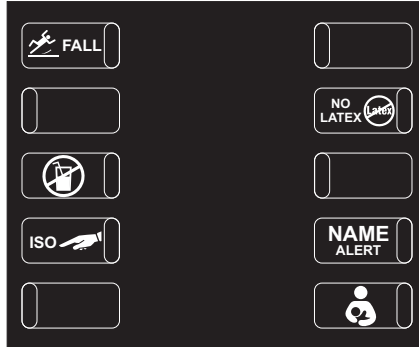 FALL
NO
LATEX Latex
ISO
NAME
ALERT